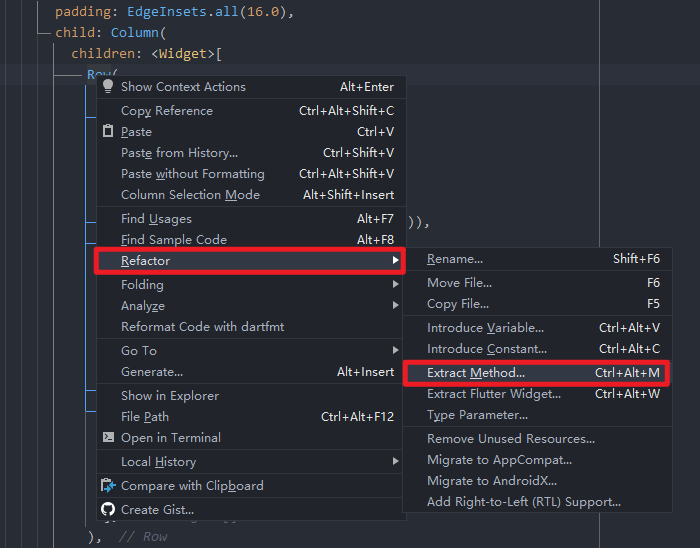 padding: EdgeInsets.all(16.0),
child: Column(
children: <Widget>[
Row(
Show Context Actions Alt+Enter
Copy Reference Ctrl+Alt+Shift+C
Paste Ctrl+V
Paste from History... Ctrl+Shift+V
Paste without Formatting Ctrl+Alt+Shift+V
Column Selection Mode Alt+Shift+Insert
Find Usages Alt+F7
)),
Find Sample Code Alt+F8
Refactor
Folding
Analyze
Reformat Code with dartfmt
Go To
Generate... Alt+Insert
Show in Explorer
File Path Ctrl+Alt+F12
Open in Terminal
Local History
Compare with Clipboard
Create Gist...
Rename... Shift+F6
Move File... F6
Copy File... F5
Introduce Variable... Ctrl+Alt+V
Introduce Constant... Ctrl+Alt+C
Extract Method... Ctrl+Alt+M
Extract Flutter Widget... Ctrl+Alt+W
Type Parameter...
Remove Unused Resources...
Migrate to AppCompat...
Migrate to AndroidX...
Add Right-to-Left (RTL) Support...
), // Row